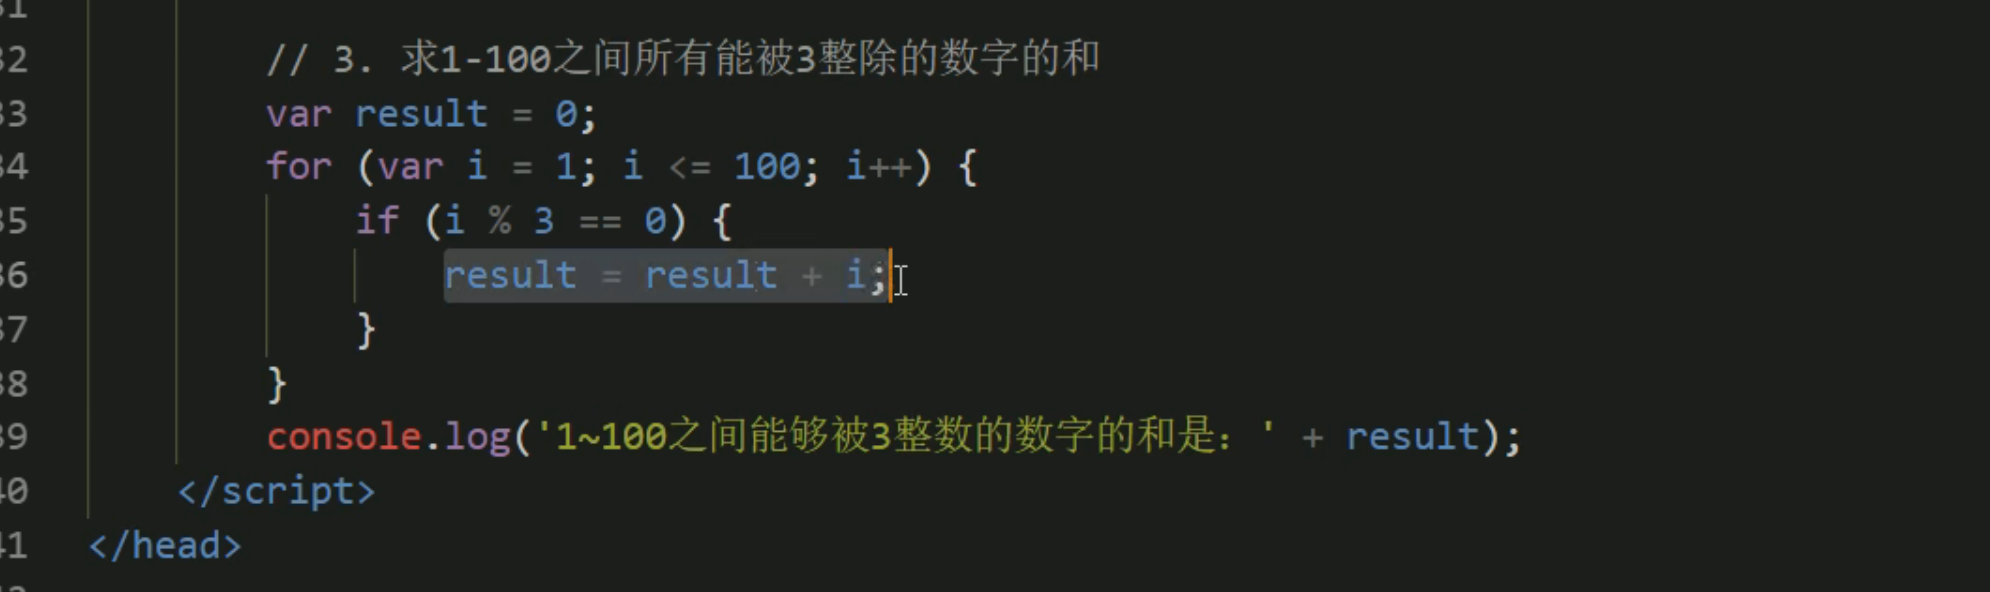 32 // 3. 求1-100之间所有能被3整除的数字的和
33 var result = 0;
34 for (var i = 1; i <= 100; i++) {
35 if (i % 3 == 0) {
36 result = result + i;
37 }
38 }
39 console.log('1~100之间能够被3整数的数字的和是：' + result);
40 </script>
41 </head>